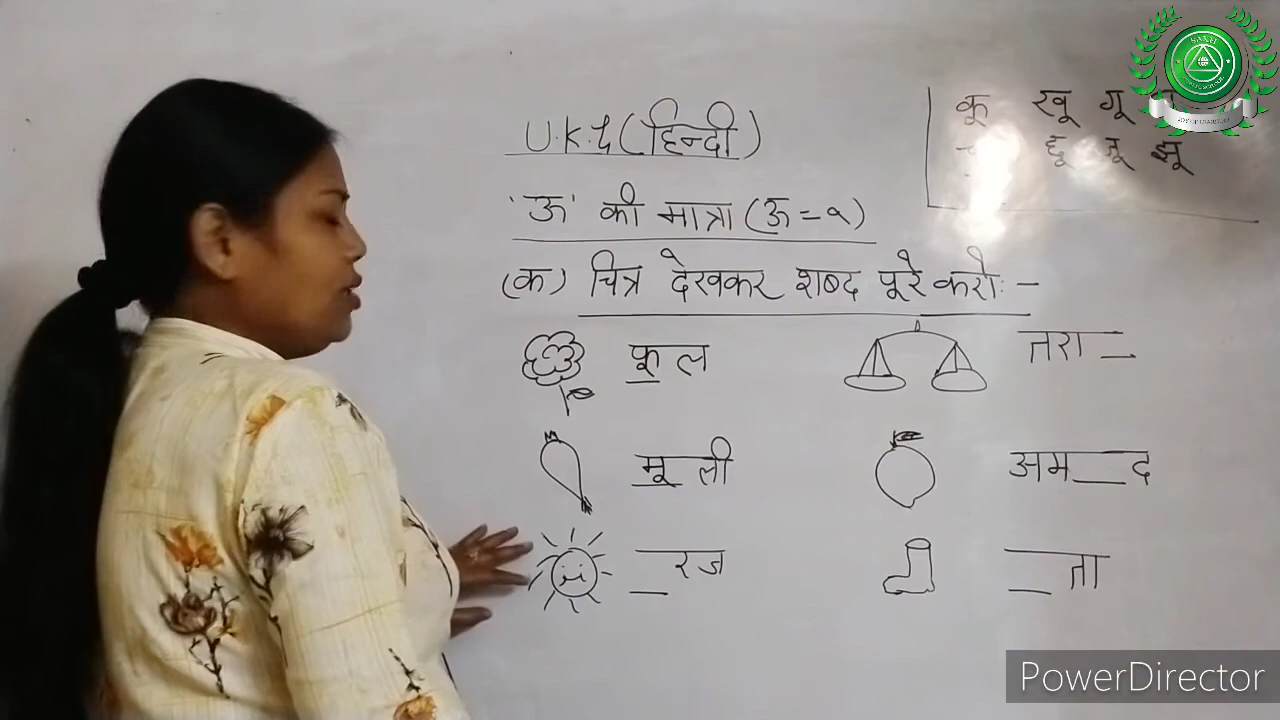 U.K.G (हिन्दी)
कू खू गू
छू जू झू
'ऊ' की मात्रा (ऊ = ू)
(क) चित्र देखकर शब्द पूरे करो: -
फूल
तरा __
मूली
अम __ द
__ रज
__ ता
PowerDirector